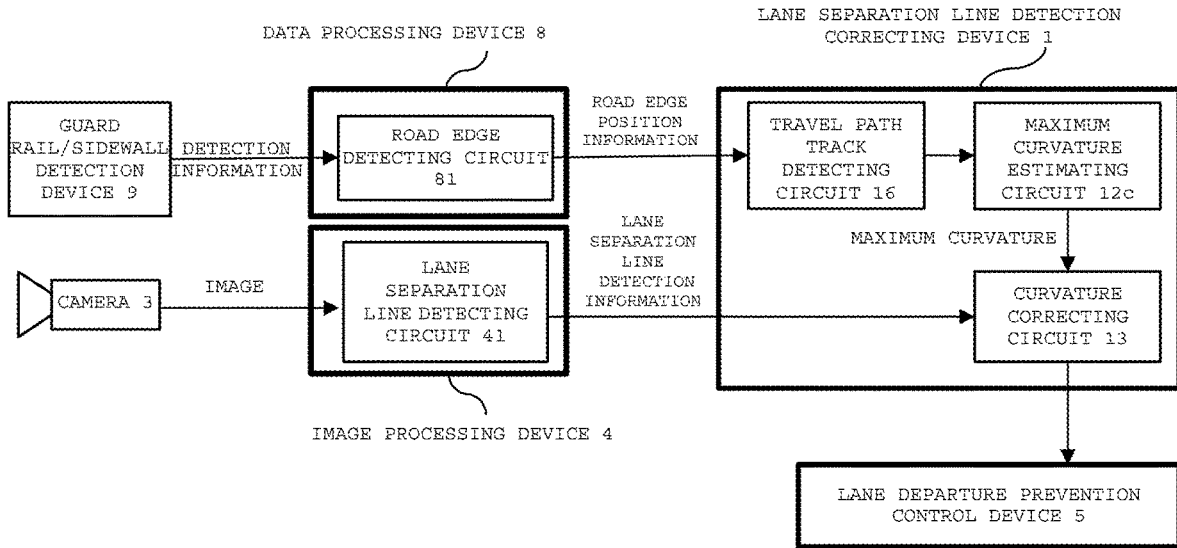 DATA PROCESSING DEVICE 8
LANE SEPARATION LINE DETECTION
CORRECTING DEVICE 1
GUARD
RAIL/SIDEWALL
DETECTION
DEVICE 9
DETECTION
INFORMATION
ROAD EDGE
DETECTING CIRCUIT
81
ROAD EDGE
POSITION
INFORMATION
TRAVEL PATH
TRACK
DETECTING
CIRCUIT 16
MAXIMUM
CURVATURE
ESTIMATING
CIRCUIT 12c
MAXIMUM CURVATURE
CAMERA 3
IMAGE
LANE
SEPARATION
LINE DETECTING
CIRCUIT 41
LANE
SEPARATION
LINE
DETECTION
INFORMATION
CURVATURE
CORRECTING
CIRCUIT 13
IMAGE PROCESSING DEVICE 4
LANE DEPARTURE PREVENTION
CONTROL DEVICE 5